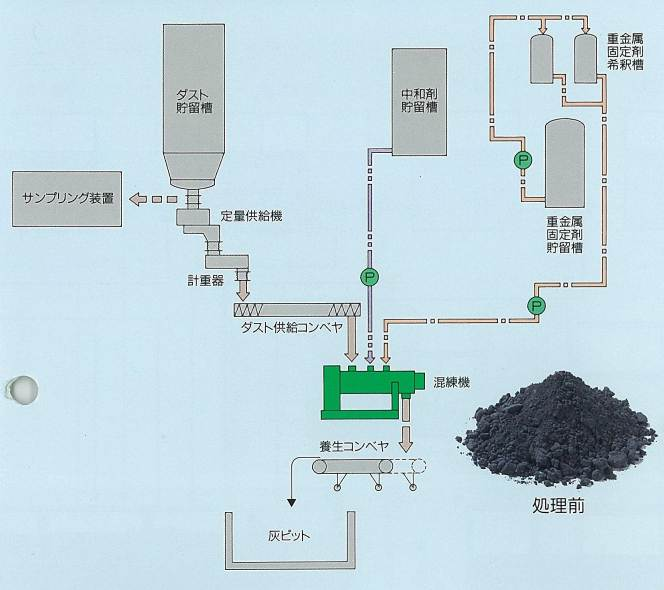 重金属
固定剤
希釈槽
ダスト
貯留槽
中和剤
貯留槽
P
サンプリング装置
定量供給機
重金属
固定剤
貯留槽
計重器
P
P
ダスト供給コンベヤ
混練機
養生コンベヤ
処理前
灰ピット